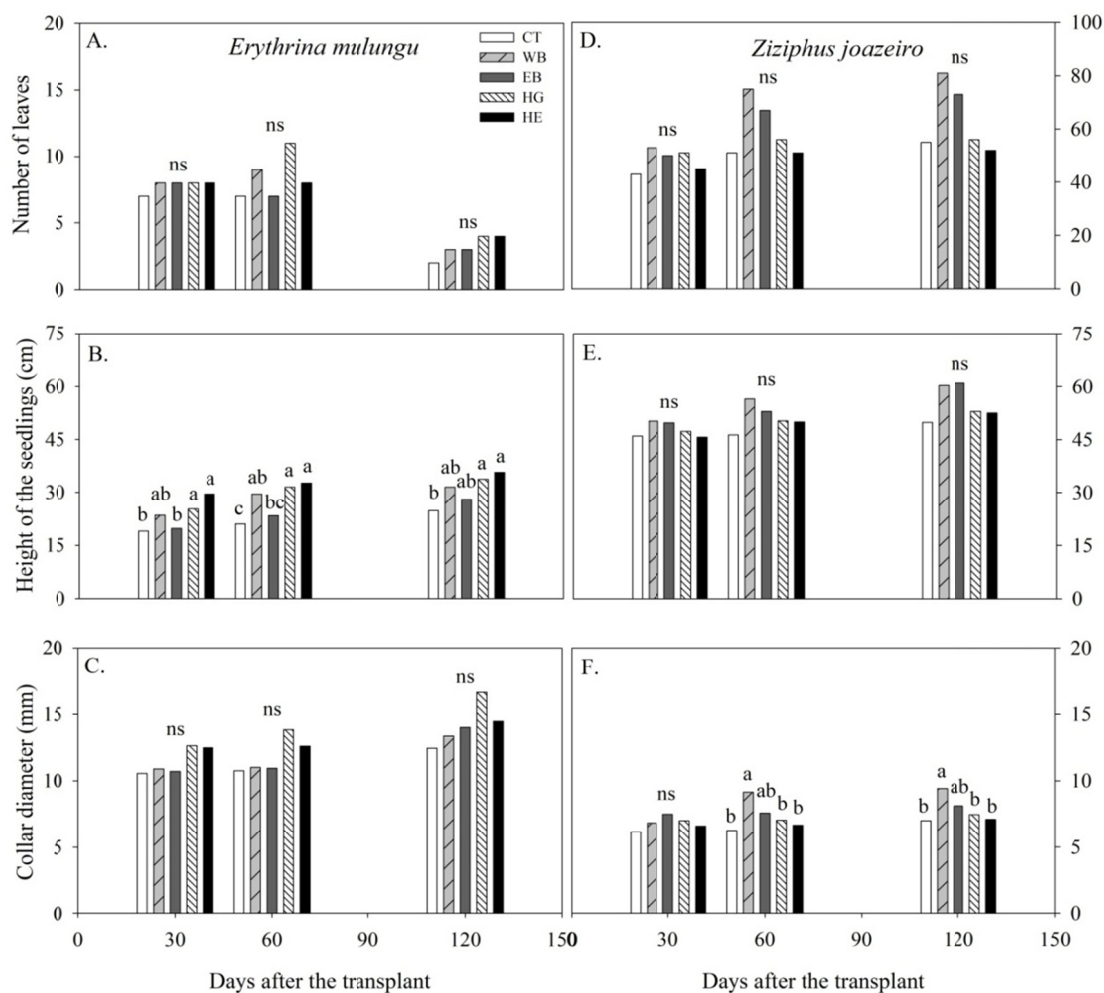 A.
Erythrina mulungu
CT
WB
EB
HG
HE
20
15
10
5
0
Number of leaves
ns
ns
ns
D.
Ziziphus joazeiro
100
80
60
40
20
0
ns
ns
ns
B.
75
60
45
30
15
0
Height of the seedlings (cm)
b ab b a a
c ab bc a a
b ab ab a a
E.
75
60
45
30
15
0
ns
ns
ns
C.
20
15
10
5
0
Collar diameter (mm)
ns
ns
ns
0 30 60 90 120 150
Days after the transplant
F.
20
15
10
5
0
ns
b a ab b b
b a ab b b
0 30 60 90 120 150
Days after the transplant